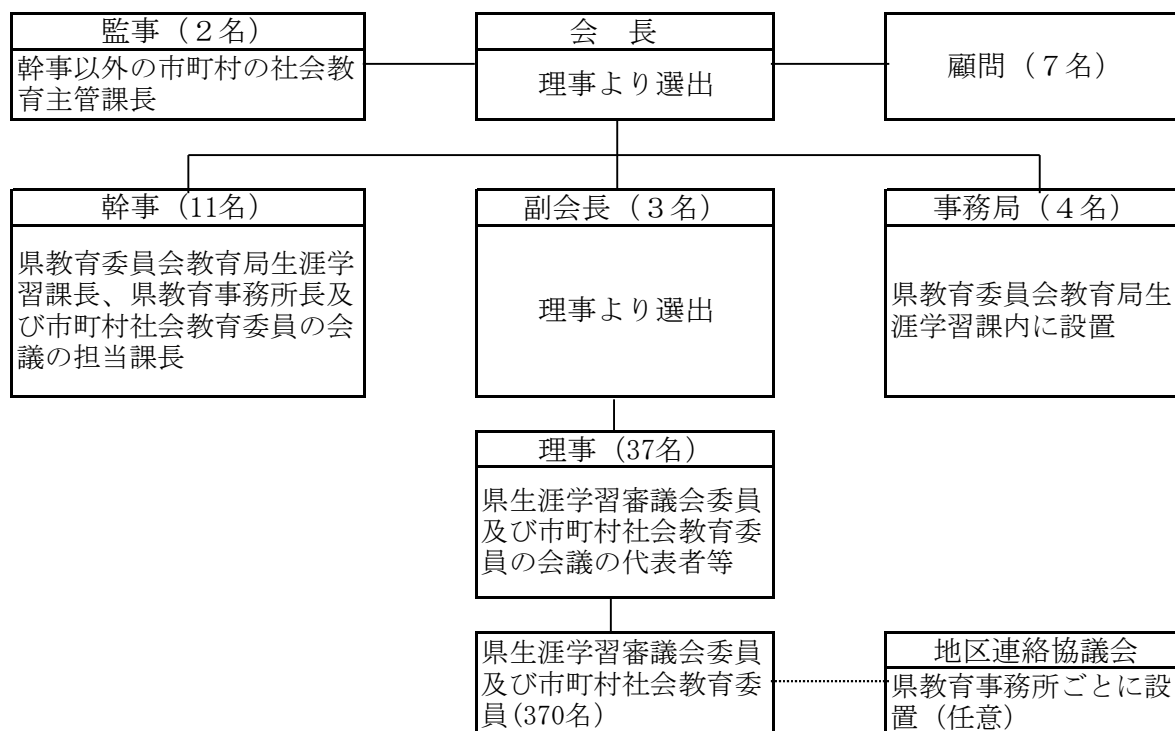 監事（２名）
幹事以外の市町村の社会教
育主管課長
会　長
理事より選出
顧問（７名）
幹事（11名）
県教育委員会教育局生涯学
習課長、県教育事務所長及
び市町村社会教育委員の会
議の担当課長
副会長（３名）
理事より選出
事務局（４名）
県教育委員会教育局生
涯学習課内に設置
理事（37名）
県生涯学習審議会委員
及び市町村社会教育委
員の会議の代表者等
県生涯学習審議会委員
及び市町村社会教育委
員(370名）
地区連絡協議会
県教育事務所ごとに設
置（任意）